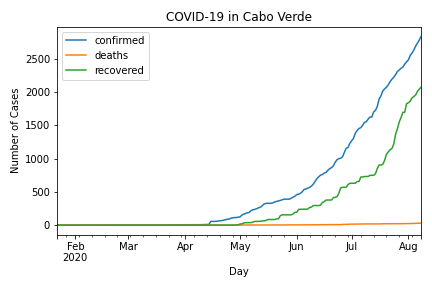 COVID-19 in Cabo Verde
confirmed
deaths
recovered
Number of Cases
2500
2000
1500
1000
500
0
Feb Mar Apr May Jun Jul Aug
2020
Day